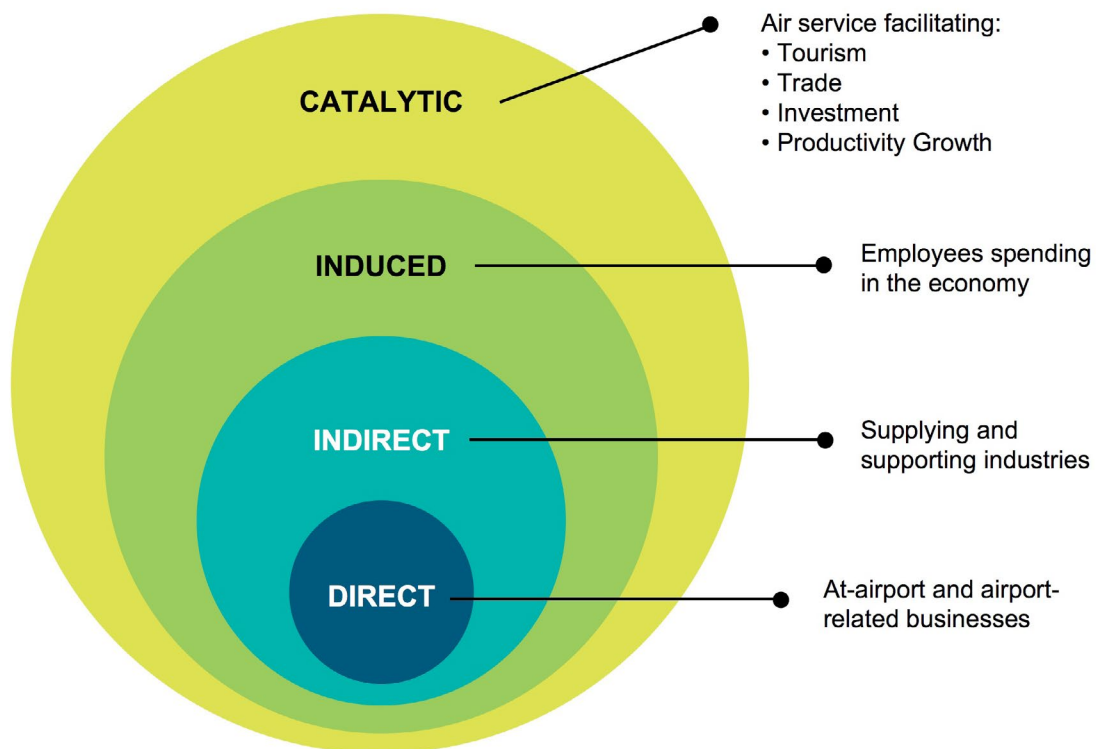 CATALYTIC
Air service facilitating:
• Tourism
• Trade
• Investment
• Productivity Growth
INDUCED
Employees spending
in the economy
INDIRECT
Supplying and
supporting industries
DIRECT
At-airport and airport-
related businesses